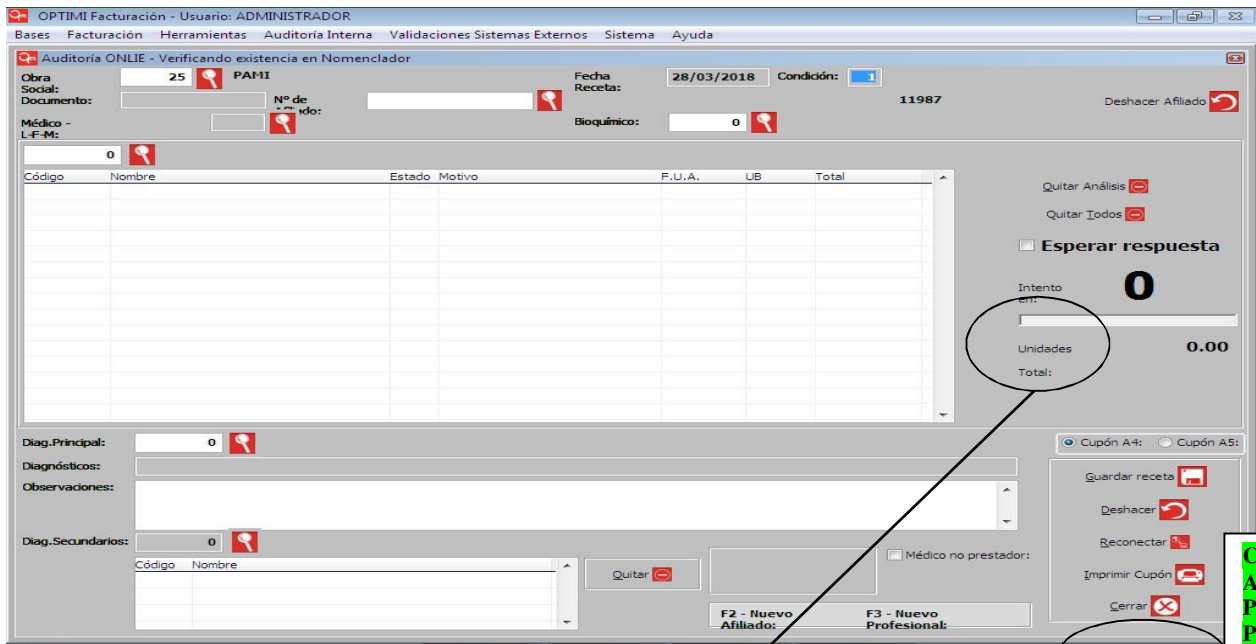 OPTIMI Facturación - Usuario: ADMINISTRADOR
Bases Facturación Herramientas Auditoría Interna Validaciones Sistemas Externos Sistema Ayuda
Auditoría ONLIE - Verificando existencia en Nomenclador
Obra Social: 25 PAMI Fecha Receta: 28/03/2018 Condición: 1
Documento: Nº de 11987 Deshacer Afiliado
Médico - L-F-M: Bioquímico: 0
0
Código Nombre Estado Motivo F.U.A. UB Total
Quitar Análisis
Quitar Todos
Esperar respuesta
Intento en: 0
Unidades 0.00
Total:
Diag.Principal: 0 Cupón A4: Cupón A5:
Diagnósticos:
Observaciones: Guardar receta
Deshacer
Diag.Secundarios: 0 Médico no prestador: Reconectar
Código Nombre Quitar Imprimir Cupón
F2 - Nuevo Afiliado: F3 - Nuevo Profesional: Cerrar
C
A
P
P